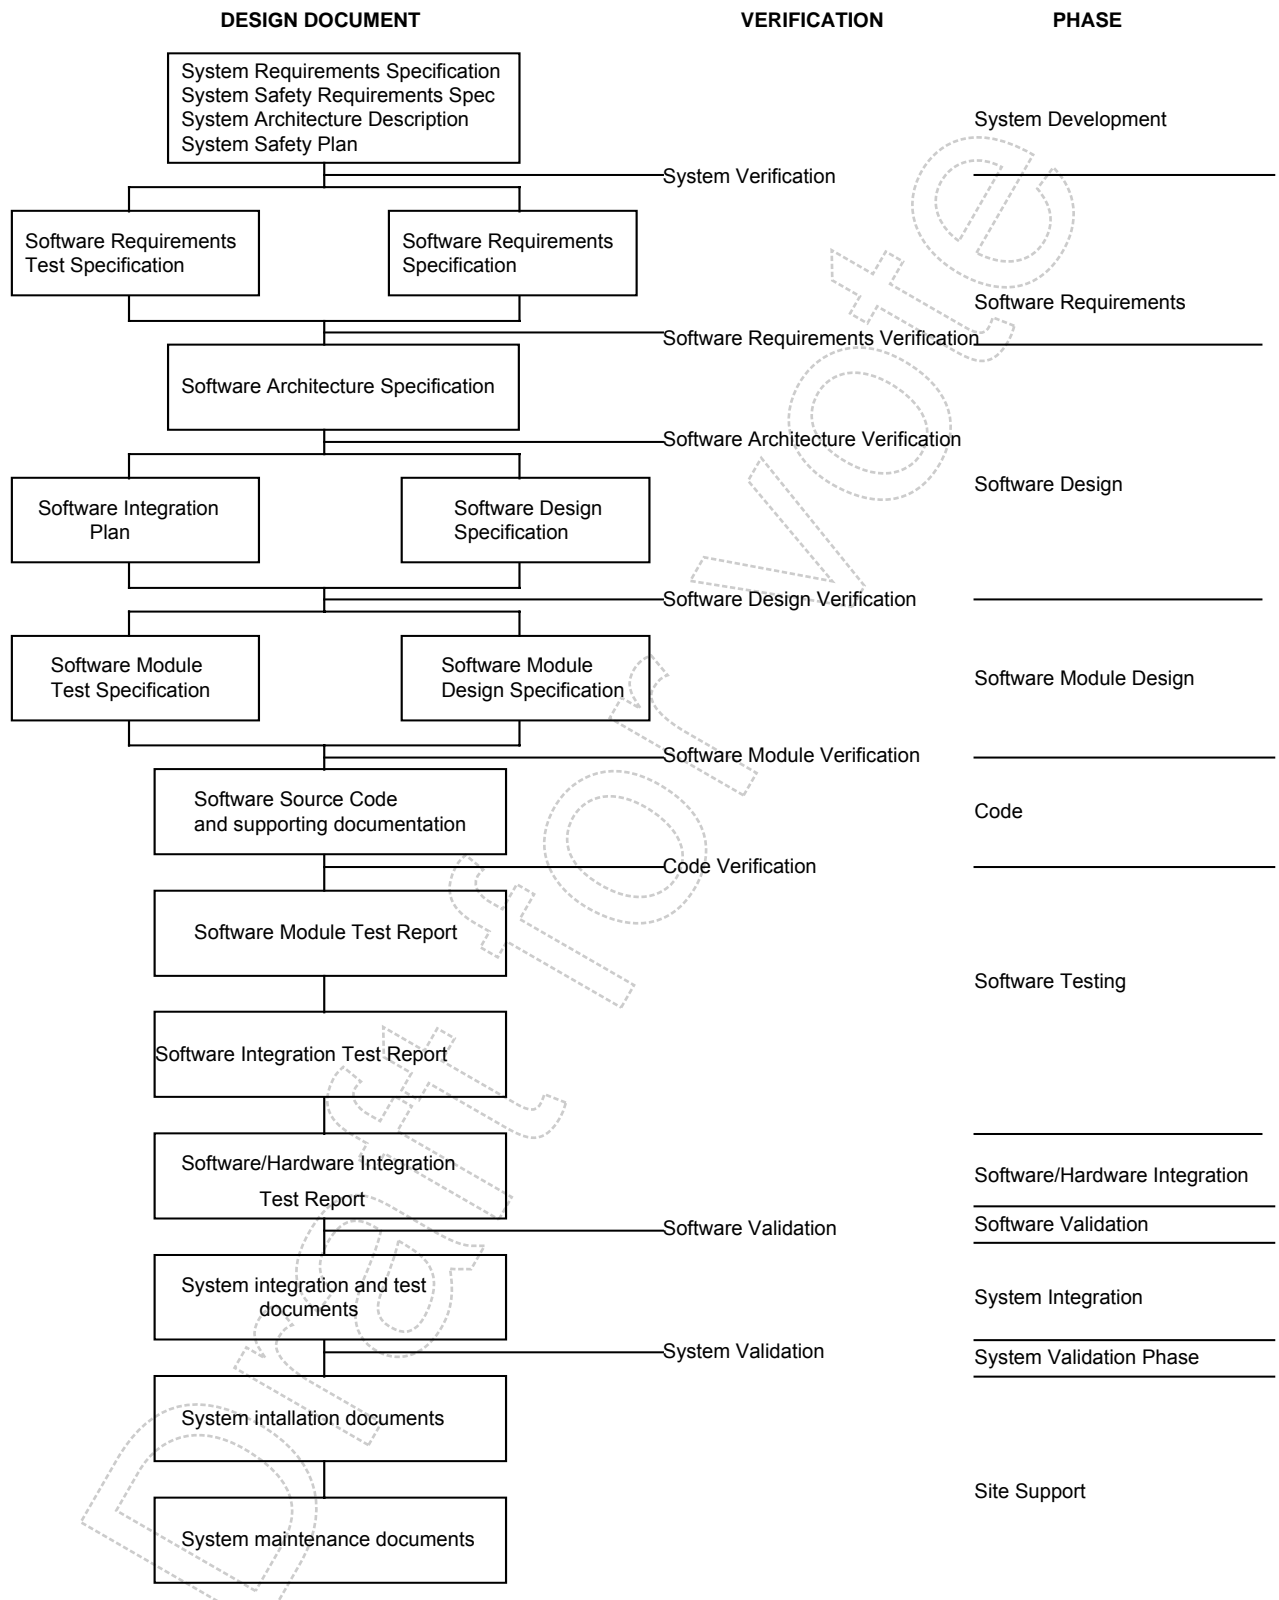 DESIGN DOCUMENT
VERIFICATION
PHASE
System Requirements Specification
System Safety Requirements Spec
System Architecture Description
System Safety Plan
System Development
System Verification
Software Requirements
Test Specification
Software Requirements
Specification
Software Requirements
Software Requirements Verification
Software Architecture Specification
Software Architecture Verification
Software Integration
Plan
Software Design
Specification
Software Design
Software Design Verification
Software Module
Test Specification
Software Module
Design Specification
Software Module Design
Software Module Verification
Software Source Code
and supporting documentation
Code
Code Verification
Software Module Test Report
Software Testing
Software Integration Test Report
Software/Hardware Integration
Test Report
Software/Hardware Integration
Software Validation
Software Validation
System integration and test
documents
System Integration
System Validation
System Validation Phase
System intallation documents
Site Support
System maintenance documents
Draft for vote